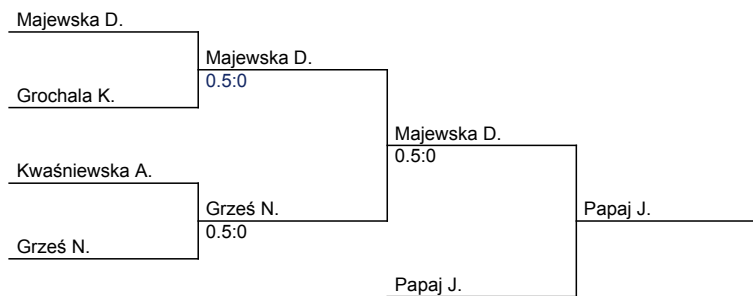 Majewska D.
Majewska D.
0.5:0
Grochala K.
Majewska D.
0.5:0
Kwaśniewska A.
Grześ N.
0.5:0
Papaj J.
Grześ N.
Papaj J.